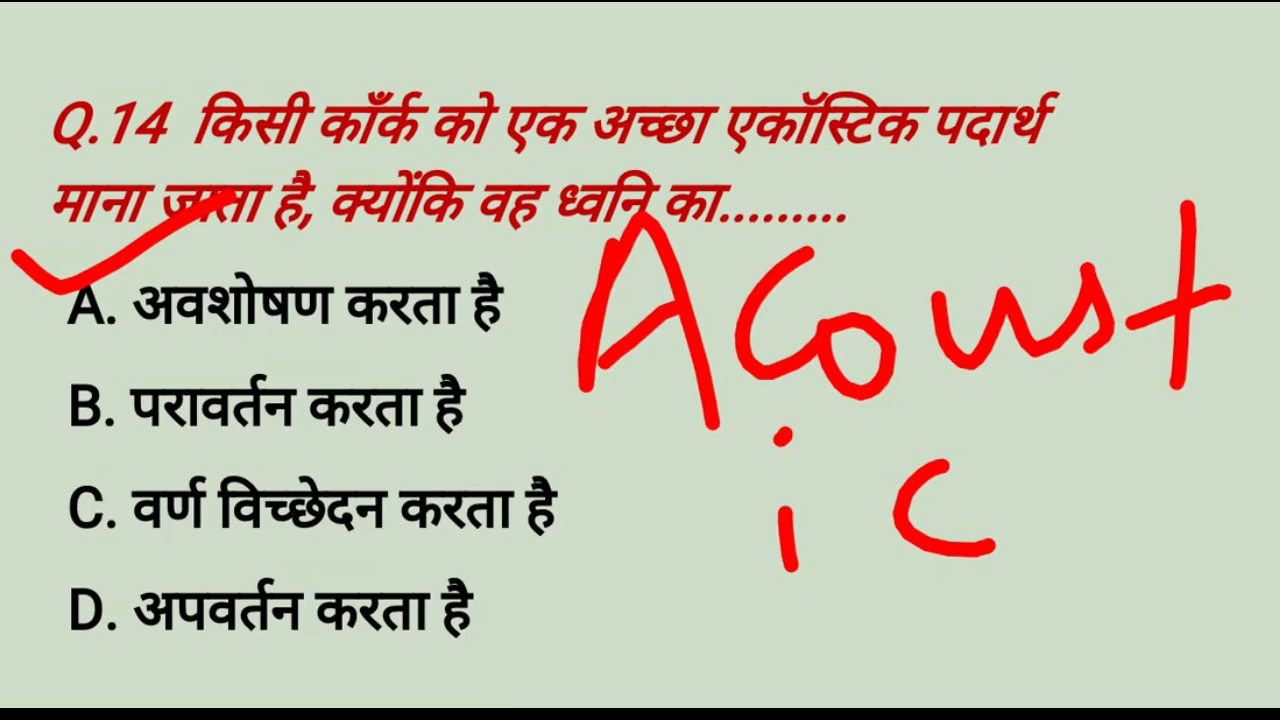 Q.14 किसी काँर्क को एक अच्छा एकॉस्टिक पदार्थ
माना जाता है, क्योंकि वह ध्वनि का.........
A. अवशोषण करता है
B. परावर्तन करता है
C. वर्ण विच्छेदन करता है
D. अपवर्तन करता है
Acoust
ic